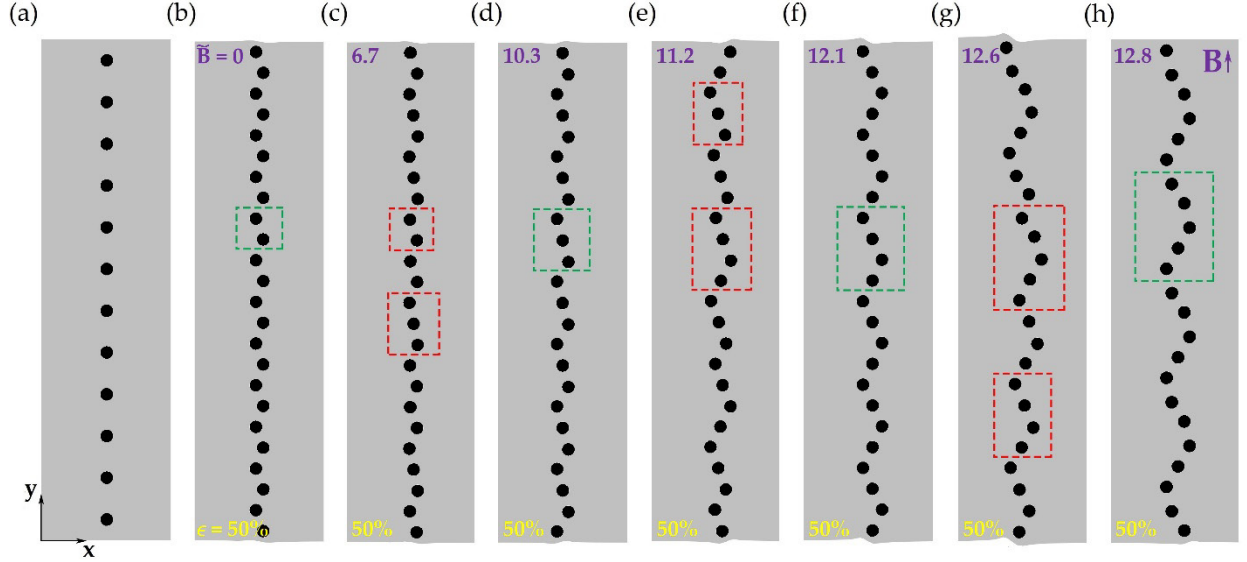 (a) (b) (c) (d) (e) (f) (g) (h)
B̃ = 0 6.7 10.3 11.2 12.1 12.6 12.8 B↑
y
x
ϵ = 50% 50% 50% 50% 50% 50% 50%